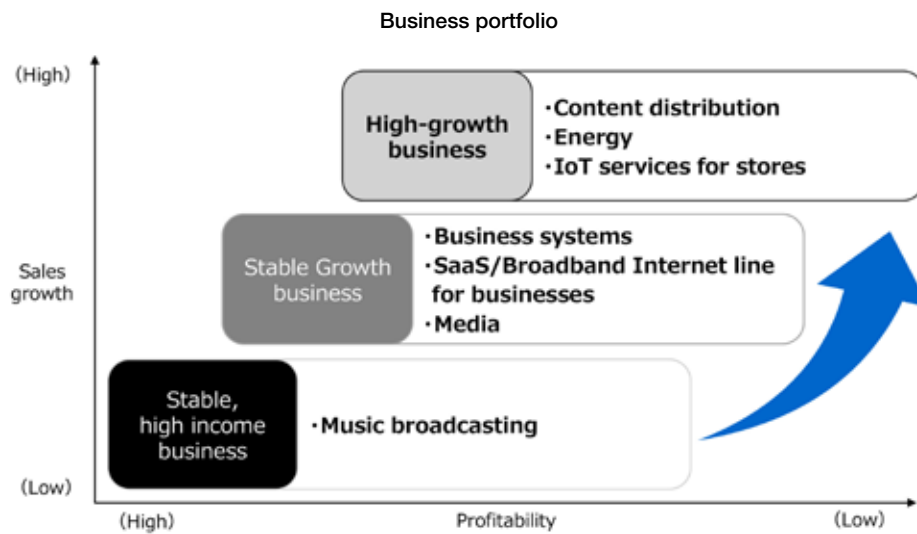 Business portfolio
(High)
High-growth
business
・Content distribution
・Energy
・IoT services for stores
Sales
growth
Stable Growth
business
・Business systems
・SaaS/Broadband Internet line
for businesses
・Media
Stable,
high income
business
・Music broadcasting
(Low)
(High)
Profitability
(Low)